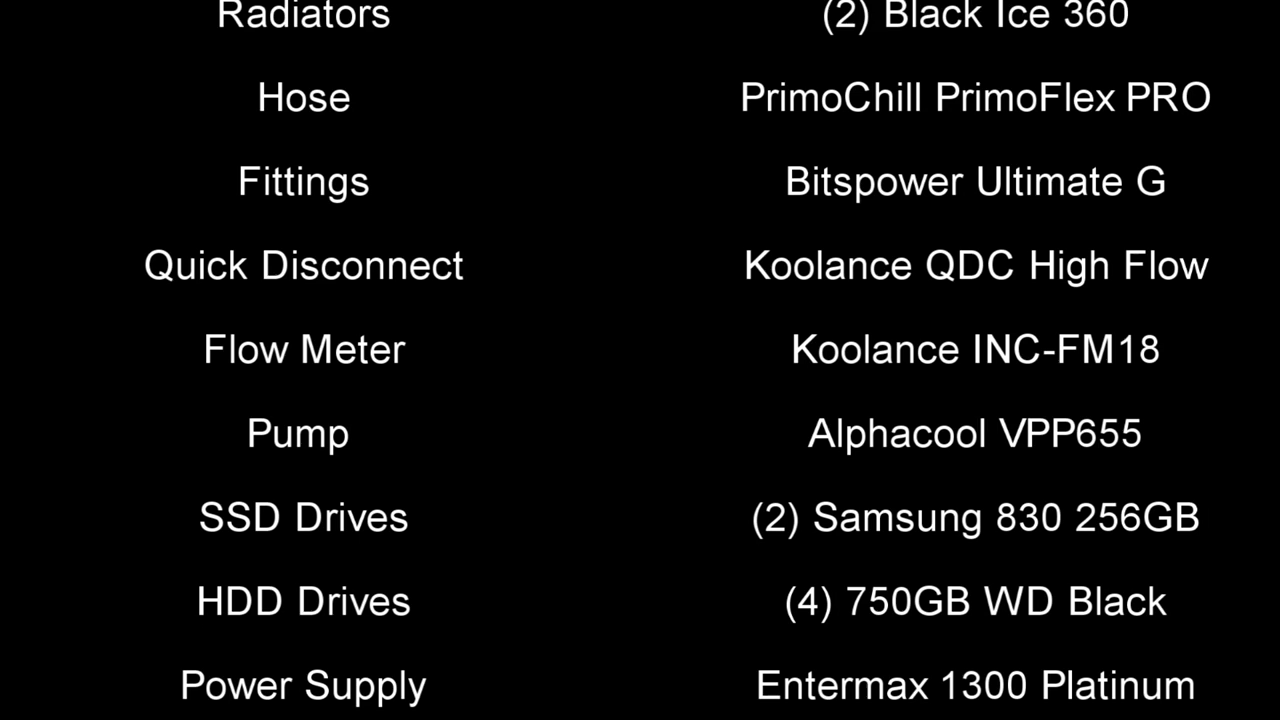 Radiators (2) Black Ice 360
Hose PrimoChill PrimoFlex PRO
Fittings Bitspower Ultimate G
Quick Disconnect Koolance QDC High Flow
Flow Meter Koolance INC-FM18
Pump Alphacool VPP655
SSD Drives (2) Samsung 830 256GB
HDD Drives (4) 750GB WD Black
Power Supply Entermax 1300 Platinum